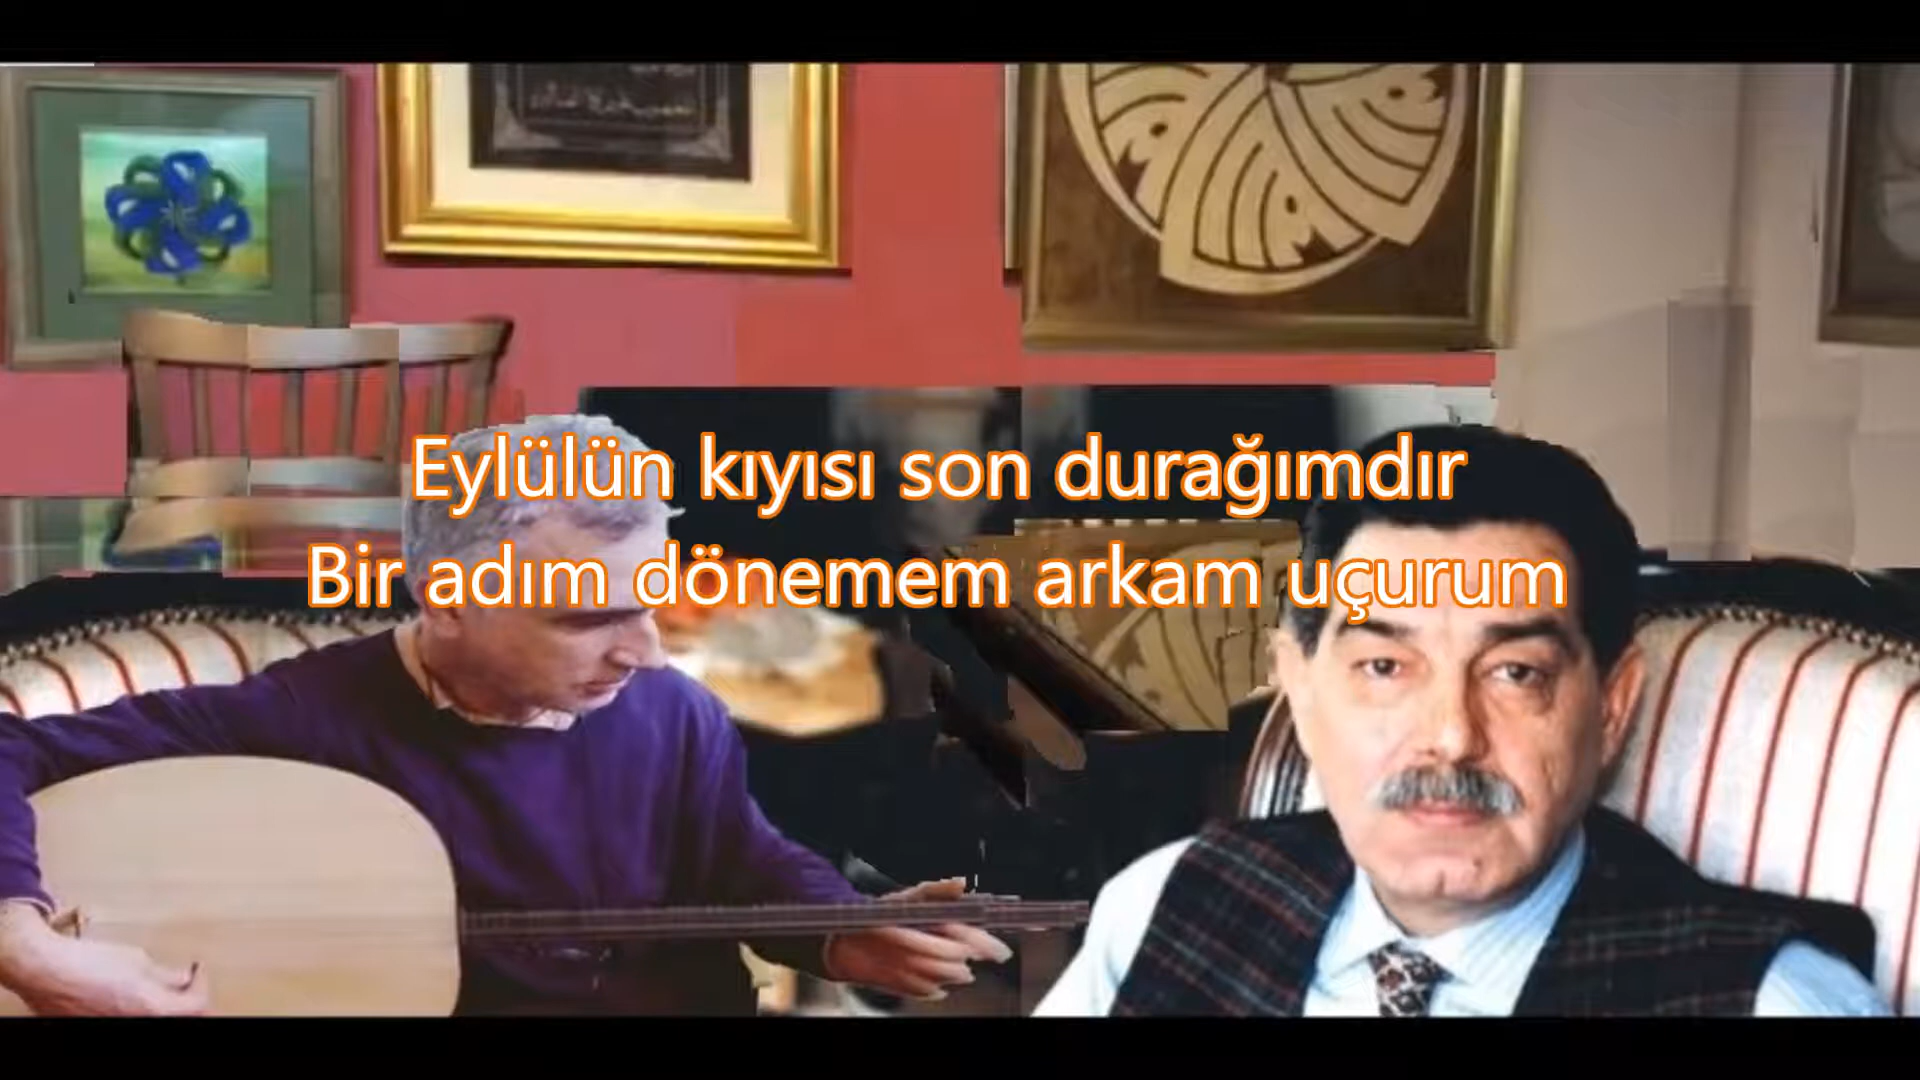 Eylülün kıyısı son durağımdır
Bir adım dönemem arkam uçurum